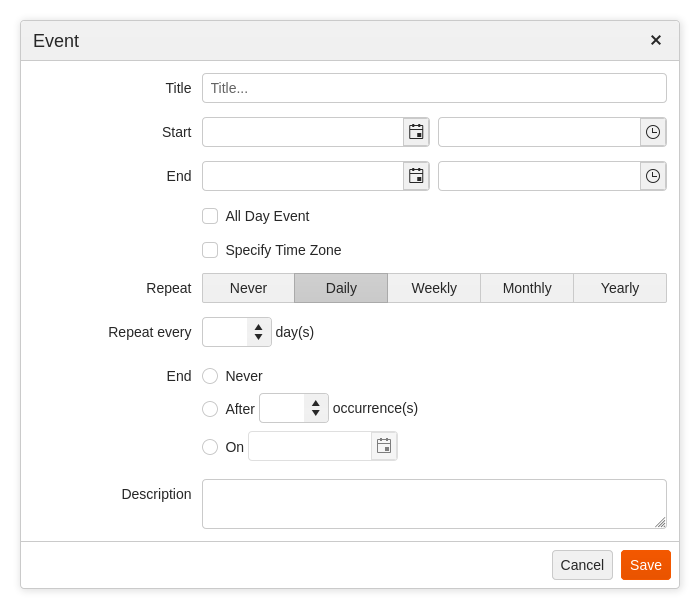 Event
Title Title...
Start
End
All Day Event
Specify Time Zone
Repeat Never Daily Weekly Monthly Yearly
Repeat every day(s)
End Never
After occurrence(s)
On
Description
Cancel Save